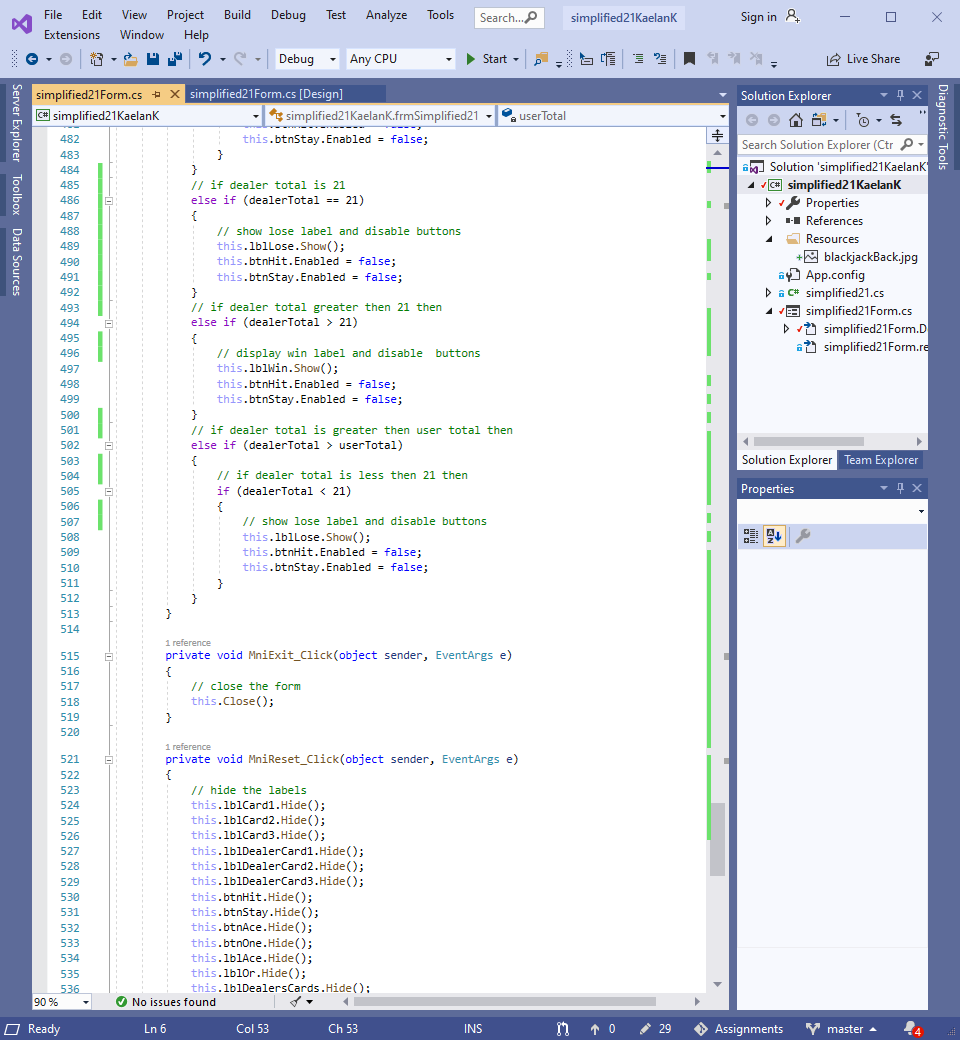 File Edit View Project Build Debug Test Analyze Tools Search... simplified21KaelanK Sign in
Extensions Window Help
Debug Any CPU Start Live Share
simplified21Form.cs simplified21Form.cs [Design]
simplified21KaelanK simplified21KaelanK.frmSimplified21 userTotal
482 this.btnStay.Enabled = false;
483 }
484 }
485 // if dealer total is 21
486 else if (dealerTotal == 21)
487 {
488 // show lose label and disable buttons
489 this.lblLose.Show();
490 this.btnHit.Enabled = false;
491 this.btnStay.Enabled = false;
492 }
493 // if dealer total greater then 21 then
494 else if (dealerTotal > 21)
495 {
496 // display win label and disable  buttons
497 this.lblWin.Show();
498 this.btnHit.Enabled = false;
499 this.btnStay.Enabled = false;
500 }
501 // if dealer total is greater then user total then
502 else if (dealerTotal > userTotal)
503 {
504 // if dealer total is less then 21 then
505 if (dealerTotal < 21)
506 {
507 // show lose label and disable buttons
508 this.lblLose.Show();
509 this.btnHit.Enabled = false;
510 this.btnStay.Enabled = false;
511 }
512 }
513 }
514
1 reference
515 private void MniExit_Click(object sender, EventArgs e)
516 {
517 // close the form
518 this.Close();
519 }
520
1 reference
521 private void MniReset_Click(object sender, EventArgs e)
522 {
523 // hide the labels
524 this.lblCard1.Hide();
525 this.lblCard2.Hide();
526 this.lblCard3.Hide();
527 this.lblDealerCard1.Hide();
528 this.lblDealerCard2.Hide();
529 this.lblDealerCard3.Hide();
530 this.btnHit.Hide();
531 this.btnStay.Hide();
532 this.btnAce.Hide();
533 this.btnOne.Hide();
534 this.lblAce.Hide();
535 this.lblOr.Hide();
536 this.lblDealersCards.Hide();
90 % No issues found
Server Explorer
Toolbox
Data Sources
Solution Explorer
Search Solution Explorer (Ctr
Solution 'simplified21KaelanK'
C# simplified21KaelanK
Properties
References
Resources
blackjackBack.jpg
App.config
C# simplified21.cs
simplified21Form.cs
simplified21Form.D
simplified21Form.re
Solution Explorer Team Explorer
Properties
Diagnostic Tools
Ready Ln 6 Col 53 Ch 53 INS 0 29 Assignments master 4